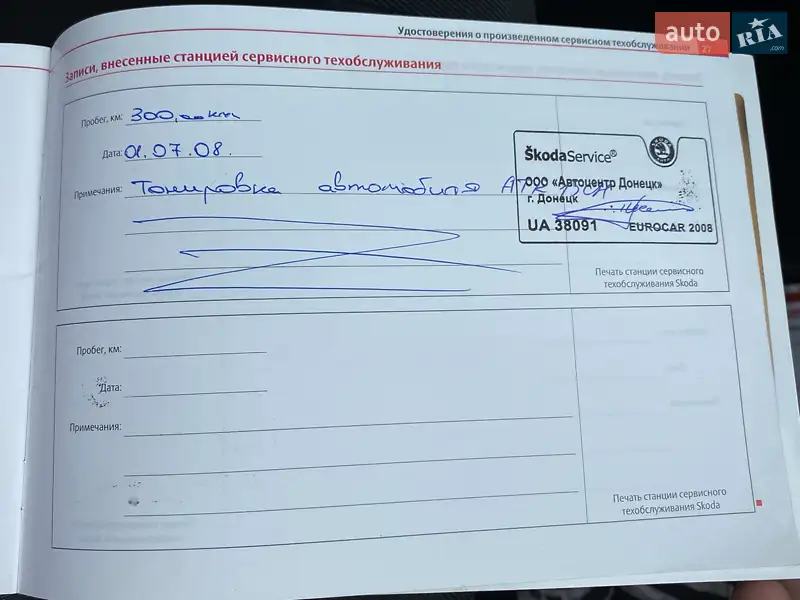 Удостоверения о произведенном сервисном техобслуживании
27
auto RIA .com
Записи, внесенные станцией сервисного техобслуживания
Пробег, км: 300,00 км
Дата: 01.07.08.
Примечания: Тонировка автомобиля
ŠkodaService®
ООО «Автоцентр Донецк»
г. Донецк
UA 38091 EUROCAR 2008
Печать станции сервисного
техобслуживания Skoda
Пробег, км:
Дата:
Примечания:
Печать станции сервисного
техобслуживания Skoda